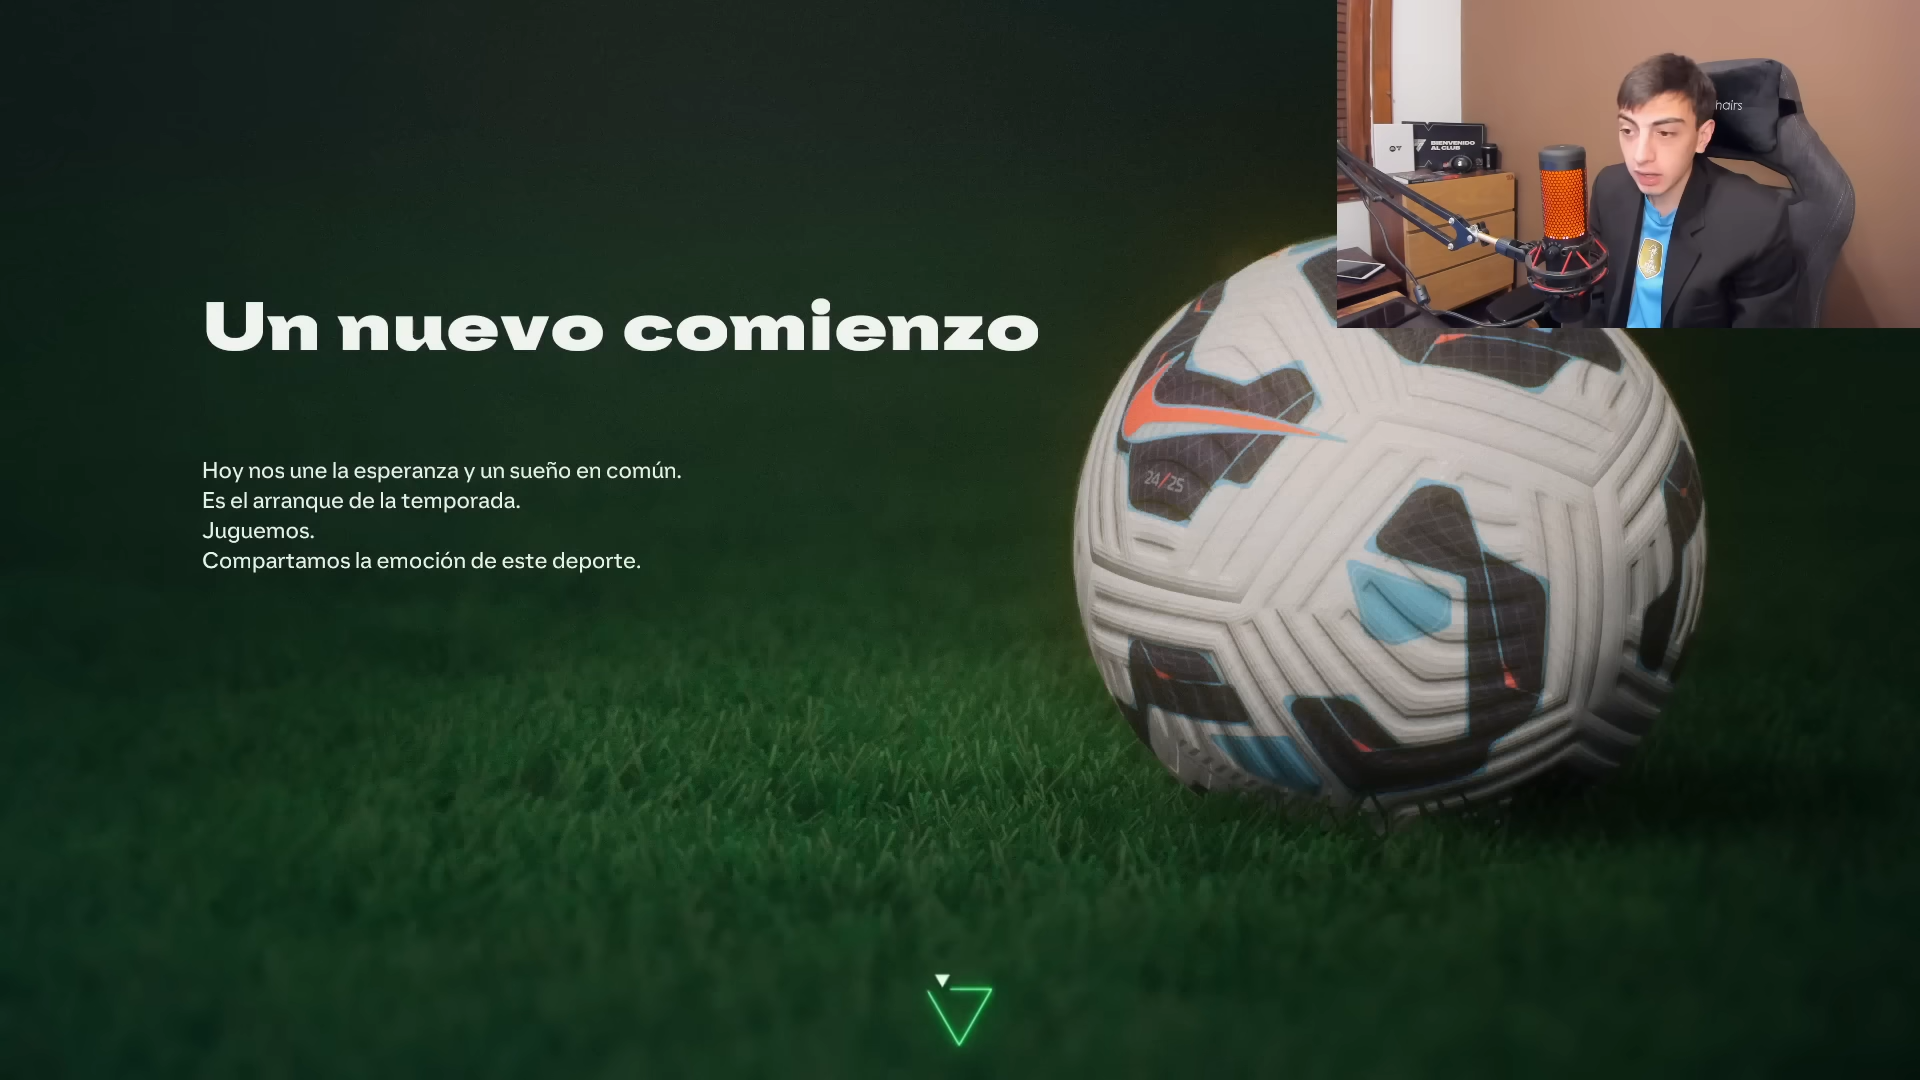 Un nuevo comienzo
Hoy nos une la esperanza y un sueño en común.
Es el arranque de la temporada.
Juguemos.
Compartamos la emoción de este deporte.
24/25
hairs
BIENVENIDO
AL CLUB